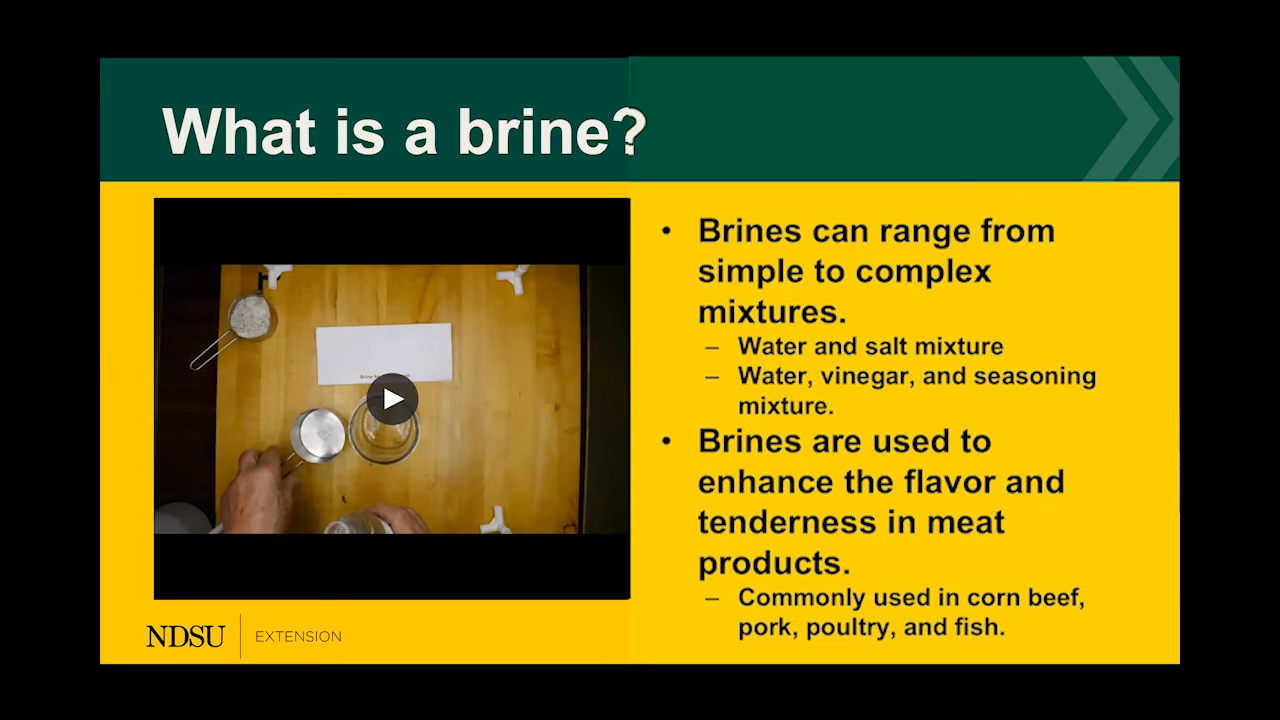 What is a brine?
• Brines can range from
simple to complex
mixtures.
– Water and salt mixture
– Water, vinegar, and seasoning
mixture.
• Brines are used to
enhance the flavor and
tenderness in meat
products.
– Commonly used in corn beef,
pork, poultry, and fish.
NDSU EXTENSION